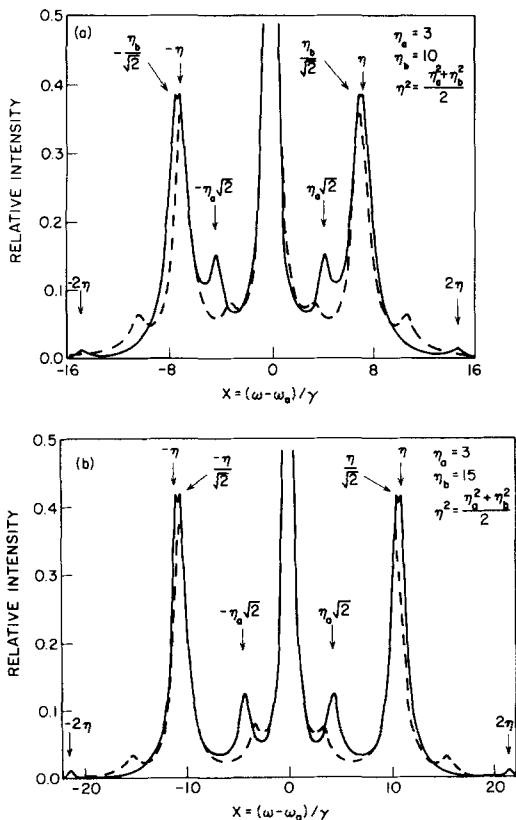 (a)
-η_b/√2
-η
η_b/√2
η
η_a = 3
η_b = 10
η² = (η_a² + η_b²)/2
-η_a√2
η_a√2
-2η
2η
RELATIVE INTENSITY
0.5
0.4
0.3
0.2
0.1
0.0
-16
-8
0
8
16
X = (ω-ω_a)/γ
(b)
-η
-η/√2
η/√2
η
η_a = 3
η_b = 15
η² = (η_a² + η_b²)/2
-η_a√2
η_a√2
-2η
2η
RELATIVE INTENSITY
0.5
0.4
0.3
0.2
0.1
0.0
-20
-10
0
10
20
X = (ω-ω_a)/γ